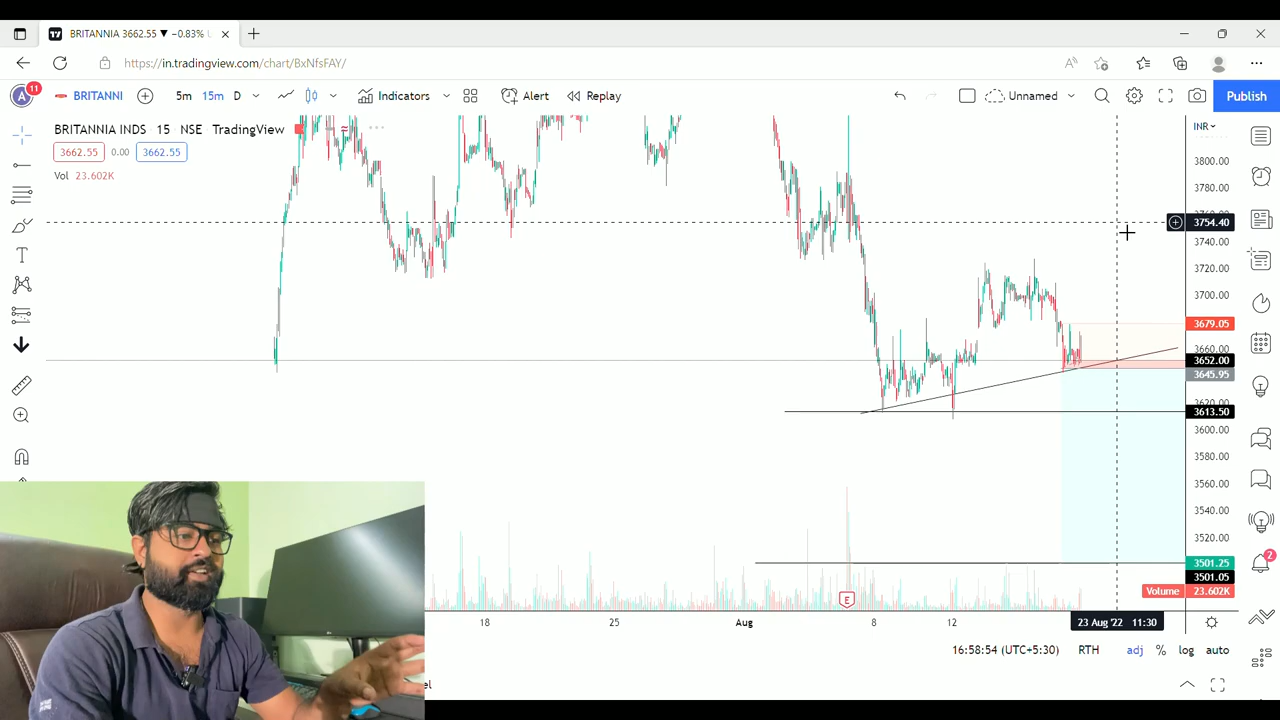 BRITANNIA 3662.55 ▼ −0.83%
https://in.tradingview.com/chart/BxNfsFAY/
A 11 BRITANNI 5m 15m D Indicators Alert Replay Unnamed Publish
BRITANNIA INDS 15 NSE TradingView
INR
3662.55 0.00 3662.55
Vol 23.602K
3800.00
3780.00
3754.40
3740.00
3720.00
3700.00
3679.05
3660.00
3652.00
3645.95
3620.00
3613.50
3600.00
3580.00
3560.00
3540.00
3520.00
3501.25
3501.05
Volume 23.602K
E
2
18 25 Aug 8 12 23 Aug '22 11:30
16:58:54 (UTC+5:30) RTH adj % log auto